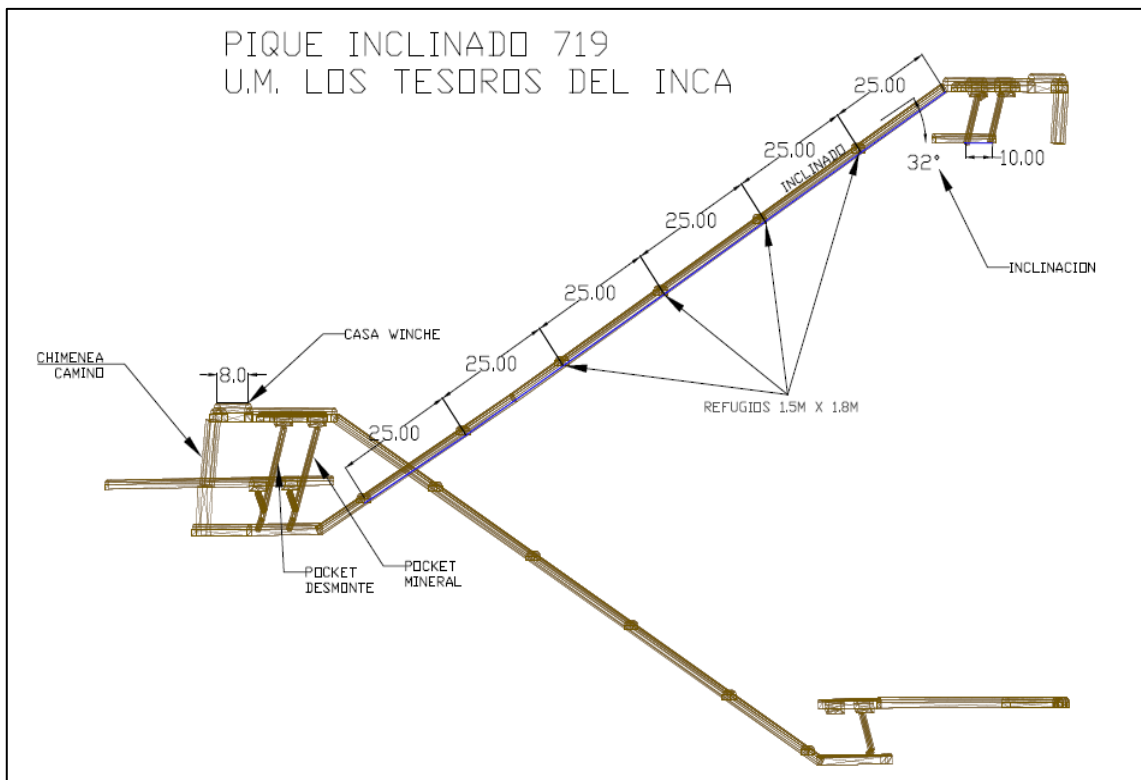 PIQUE INCLINADO 719
U.M. LOS TESOROS DEL INCA
25.00
25.00
25.00
25.00
25.00
25.00
INCLINADO
32°
10.00
INCLINACION
CASA WINCHE
CHIMENEA
CAMINO
8.0
REFUGIOS 1.5M X 1.8M
POCKET
DESMONTE
POCKET
MINERAL